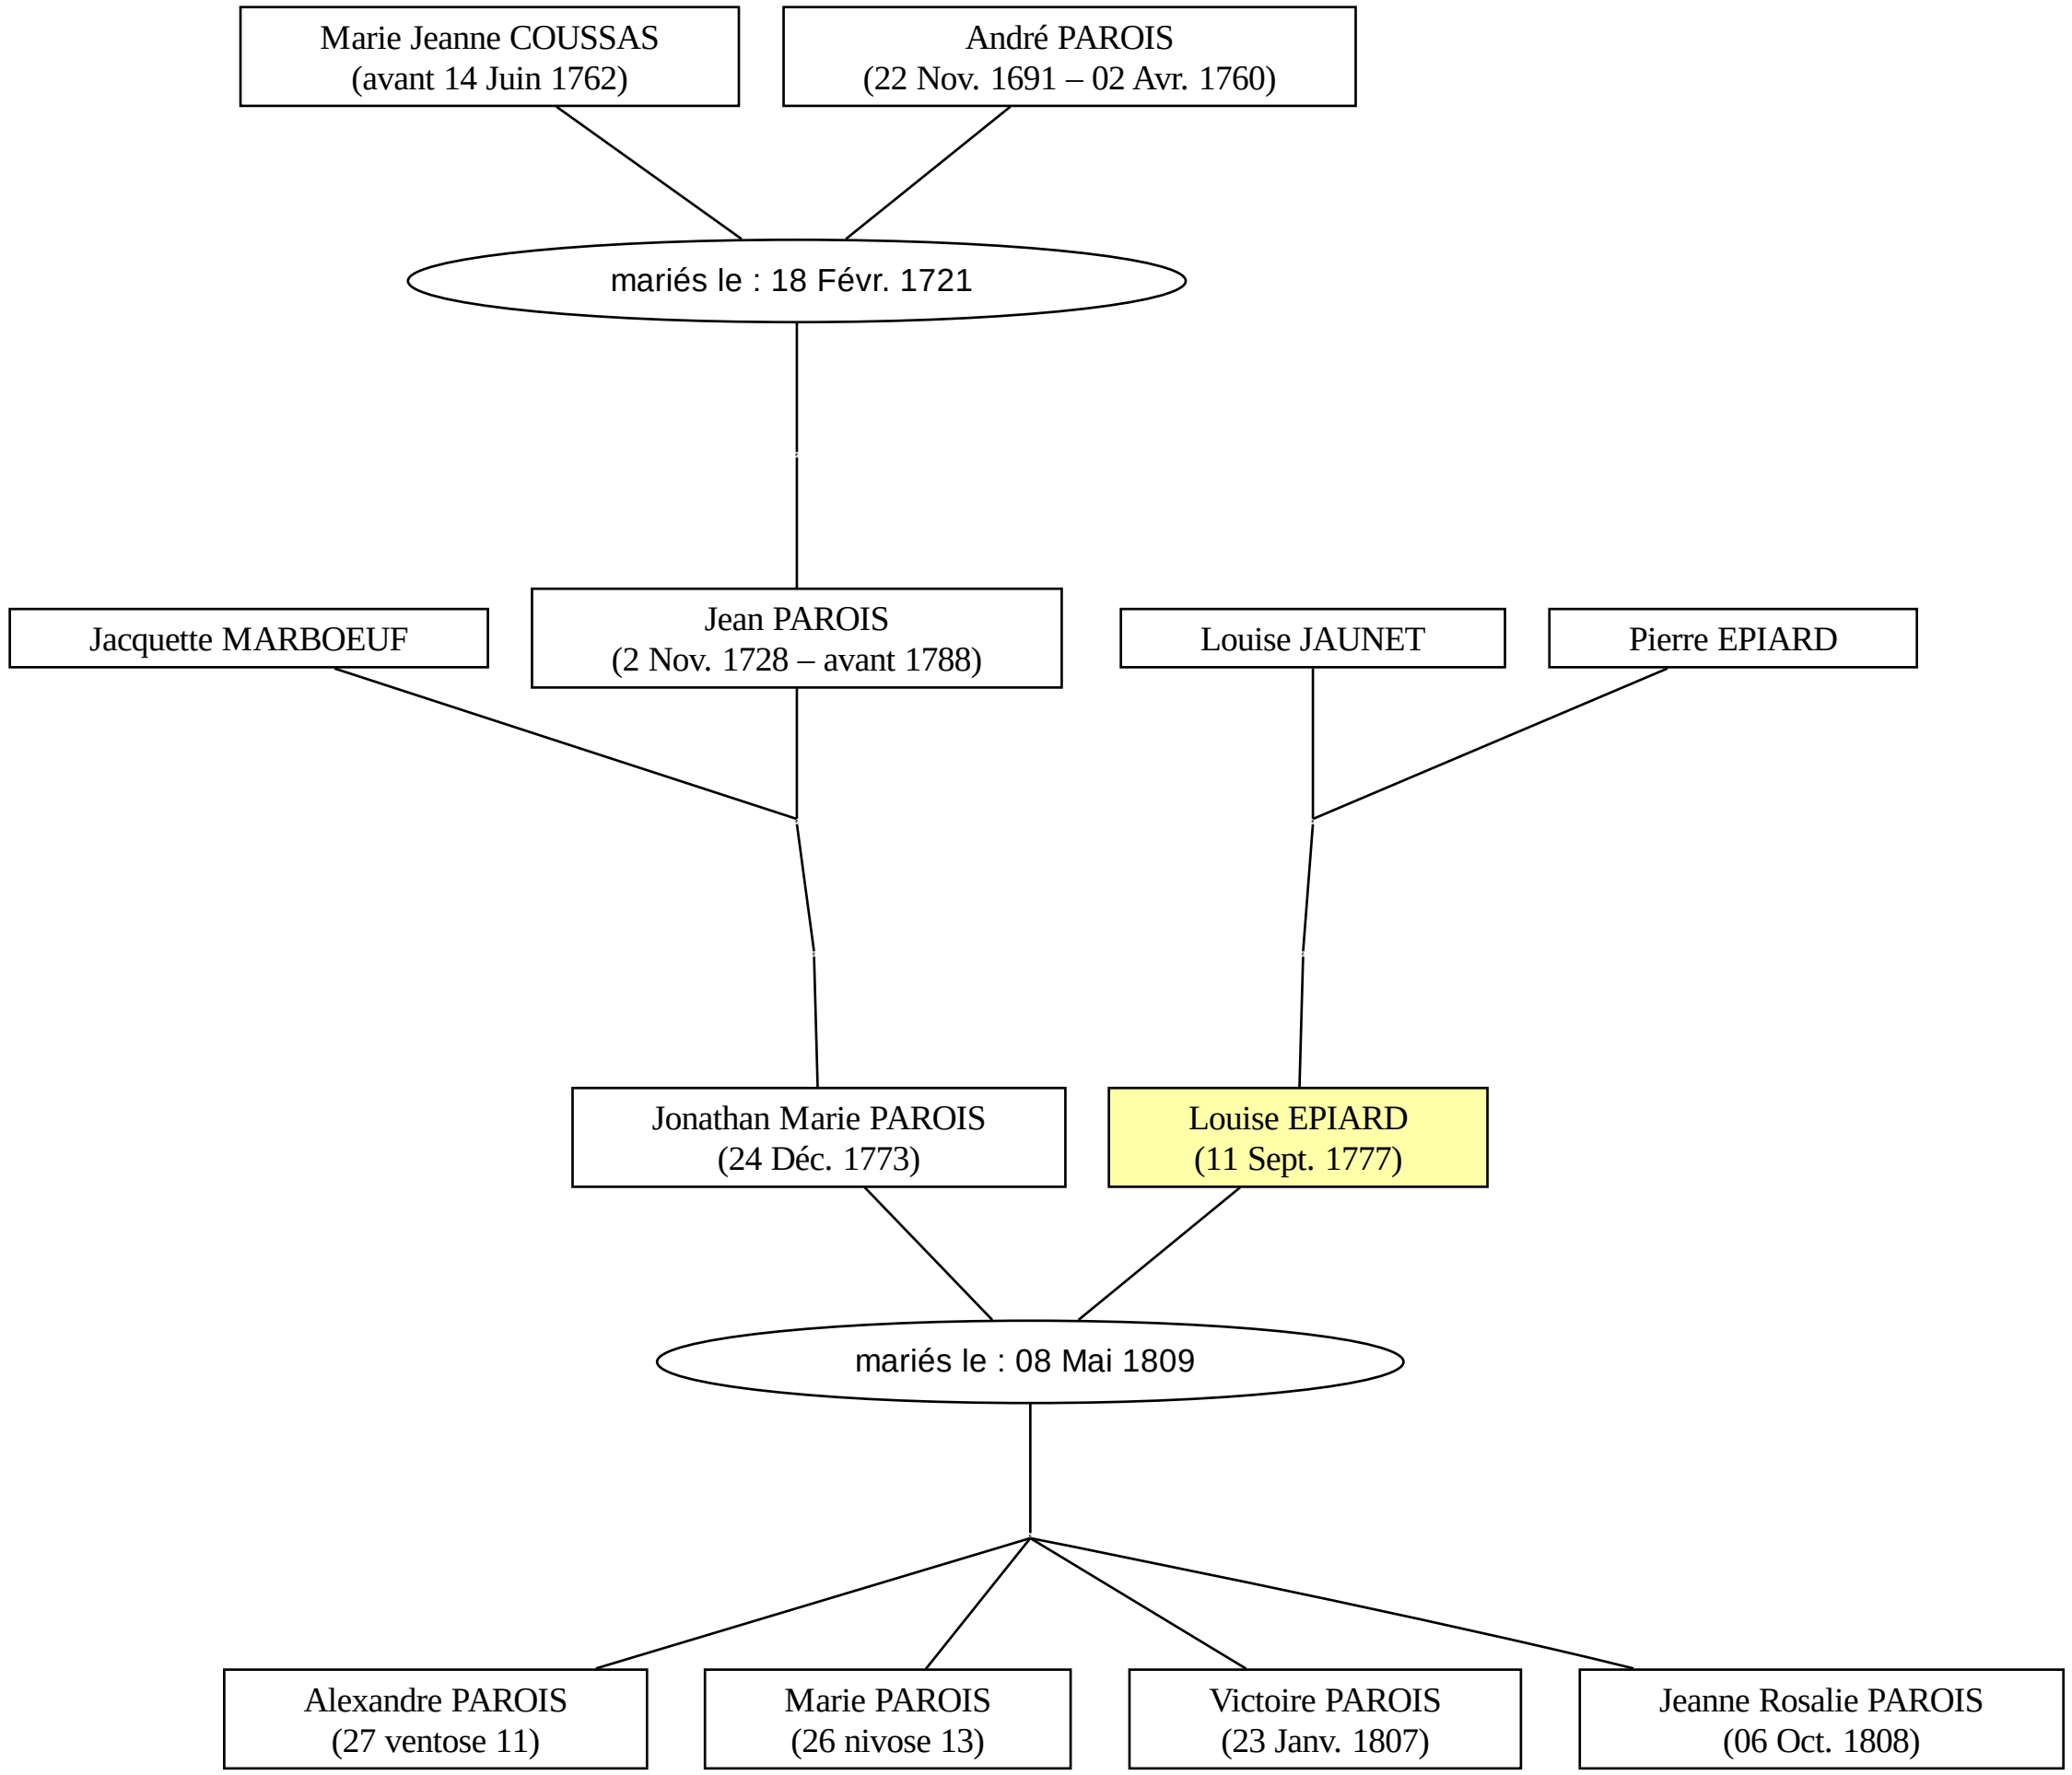 Marie Jeanne COUSSAS
(avant 14 Juin 1762)
André PAROIS
(22 Nov. 1691 – 02 Avr. 1760)
mariés le : 18 Févr. 1721
Jacquette MARBOEUF
Jean PAROIS
(2 Nov. 1728 – avant 1788)
Louise JAUNET
Pierre EPIARD
Jonathan Marie PAROIS
(24 Déc. 1773)
Louise EPIARD
(11 Sept. 1777)
mariés le : 08 Mai 1809
Alexandre PAROIS
(27 ventose 11)
Marie PAROIS
(26 nivose 13)
Victoire PAROIS
(23 Janv. 1807)
Jeanne Rosalie PAROIS
(06 Oct. 1808)